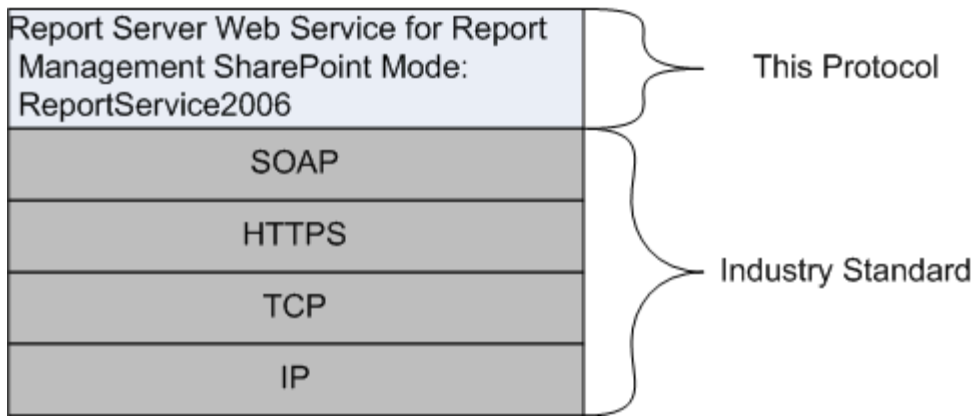 Report Server Web Service for Report
Management SharePoint Mode:
ReportService2006
This Protocol
SOAP
HTTPS
TCP
IP
Industry Standard